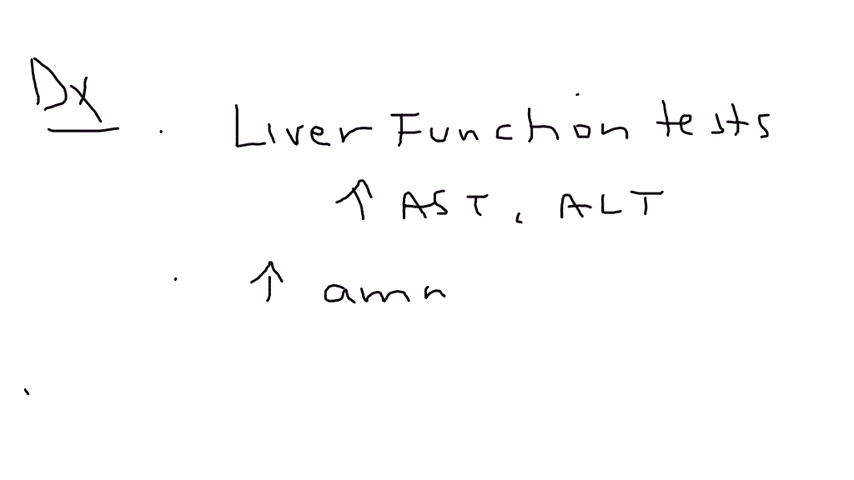 Dx
· Liver Function tests
↑ AST, ALT
· ↑ amn